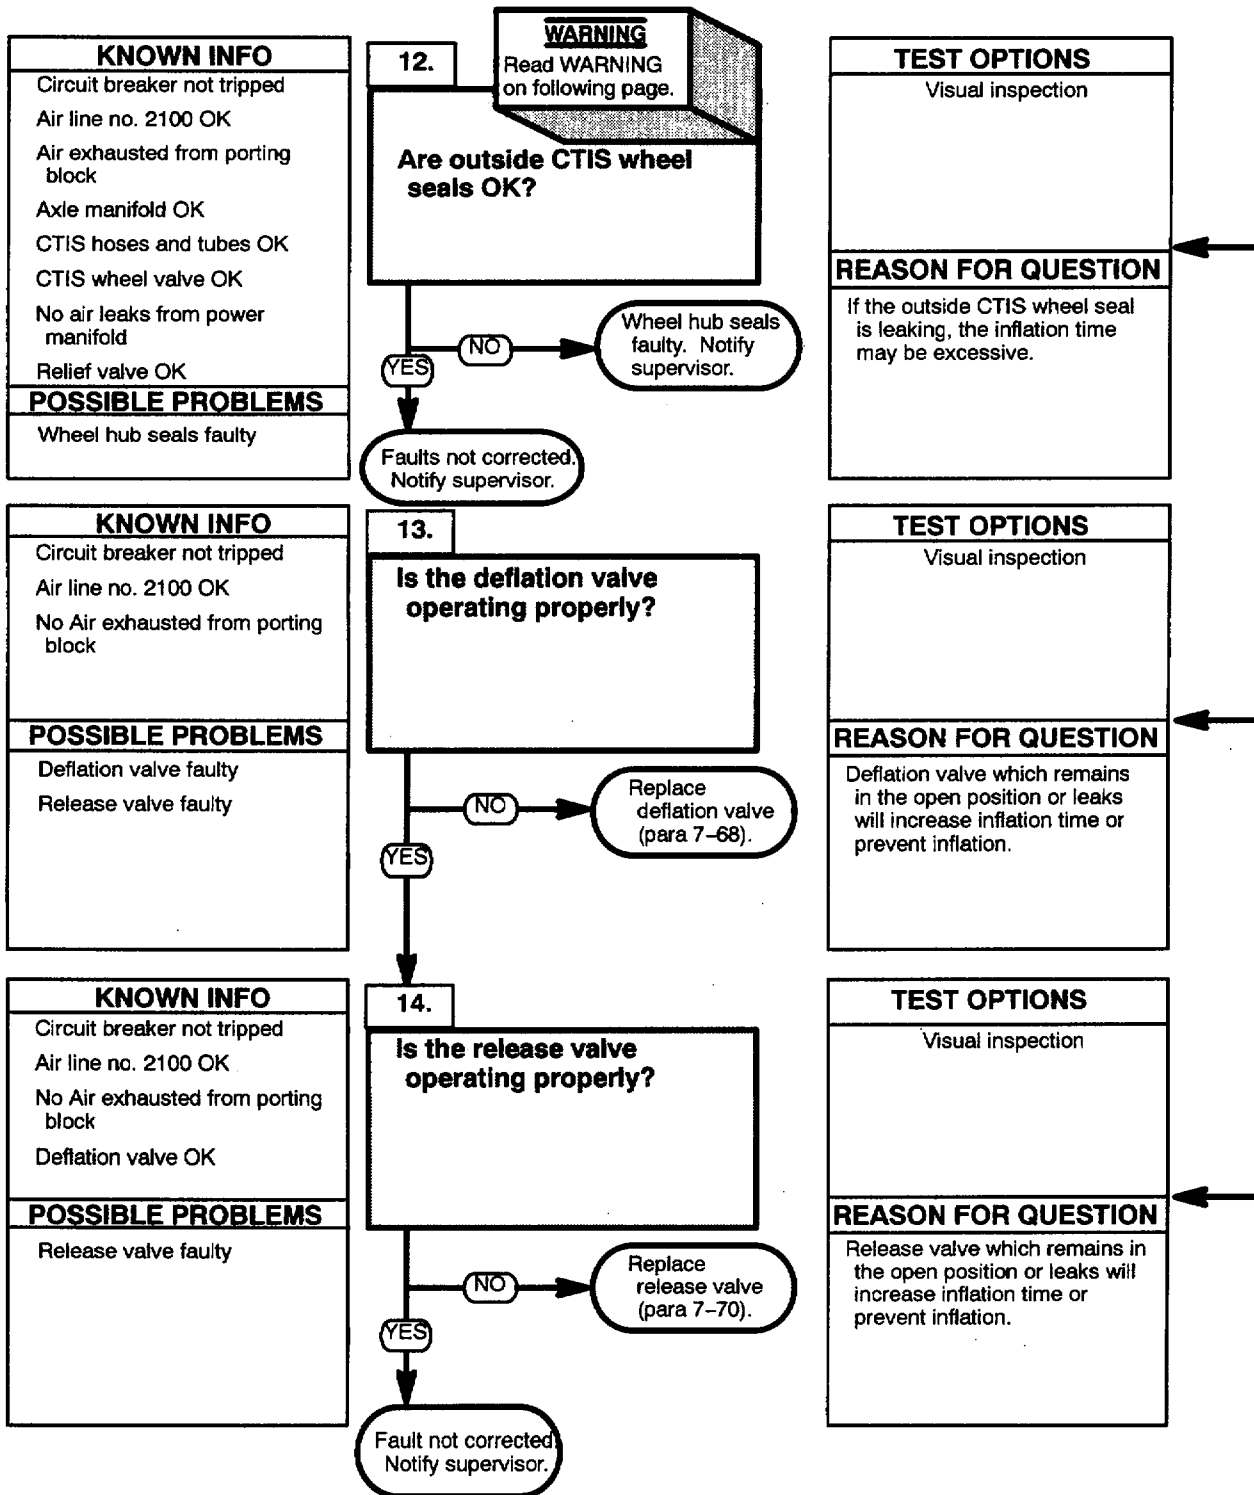 KNOWN INFO
Circuit breaker not tripped
Air line no. 2100 OK
Air exhausted from porting
block
Axle manifold OK
CTIS hoses and tubes OK
CTIS wheel valve OK
No air leaks from power
manifold
Relief valve OK
POSSIBLE PROBLEMS
Wheel hub seals faulty
12.
WARNING
Read WARNING
on following page.
Are outside CTIS wheel
seals OK?
NO
Wheel hub seals
faulty. Notify
supervisor.
YES
Faults not corrected.
Notify supervisor.
TEST OPTIONS
Visual inspection
REASON FOR QUESTION
If the outside CTIS wheel seal
is leaking, the inflation time
may be excessive.
KNOWN INFO
Circuit breaker not tripped
Air line no. 2100 OK
No Air exhausted from porting
block
POSSIBLE PROBLEMS
Deflation valve faulty
Release valve faulty
13.
Is the deflation valve
operating properly?
NO
Replace
deflation valve
(para 7–68).
YES
TEST OPTIONS
Visual inspection
REASON FOR QUESTION
Deflation valve which remains
in the open position or leaks
will increase inflation time or
prevent inflation.
KNOWN INFO
Circuit breaker not tripped
Air line no. 2100 OK
No Air exhausted from porting
block
Deflation valve OK
POSSIBLE PROBLEMS
Release valve faulty
14.
Is the release valve
operating properly?
NO
Replace
release valve
(para 7–70).
YES
Fault not corrected
Notify supervisor.
TEST OPTIONS
Visual inspection
REASON FOR QUESTION
Release valve which remains in
the open position or leaks will
increase inflation time or
prevent inflation.